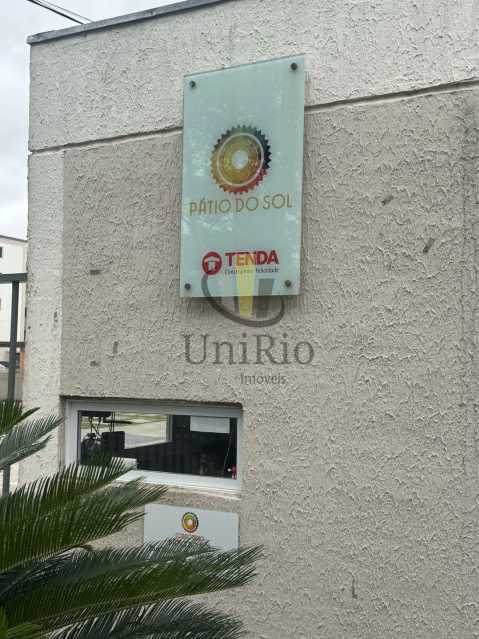 PÁTIO DO SOL
TENDA
Construindo Felicidade
UniRio
Imóveis